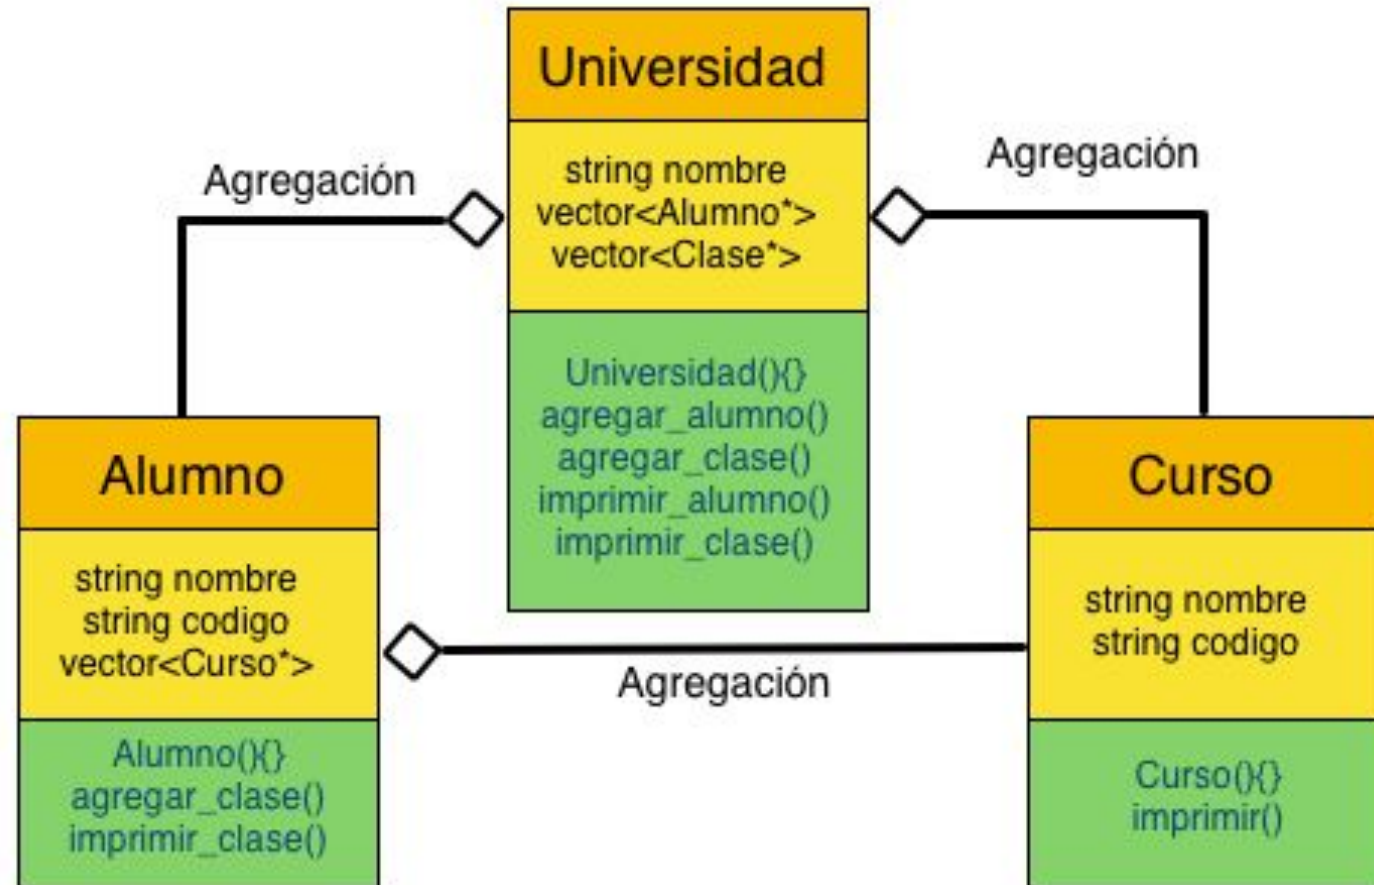 Universidad
string nombre
vector<Alumno*>
vector<Clase*>
Universidad(){}
agregar_alumno()
agregar_clase()
imprimir_alumno()
imprimir_clase()
Agregación
Agregación
Alumno
string nombre
string codigo
vector<Curso*>
Alumno(){}
agregar_clase()
imprimir_clase()
Agregación
Curso
string nombre
string codigo
Curso(){}
imprimir()